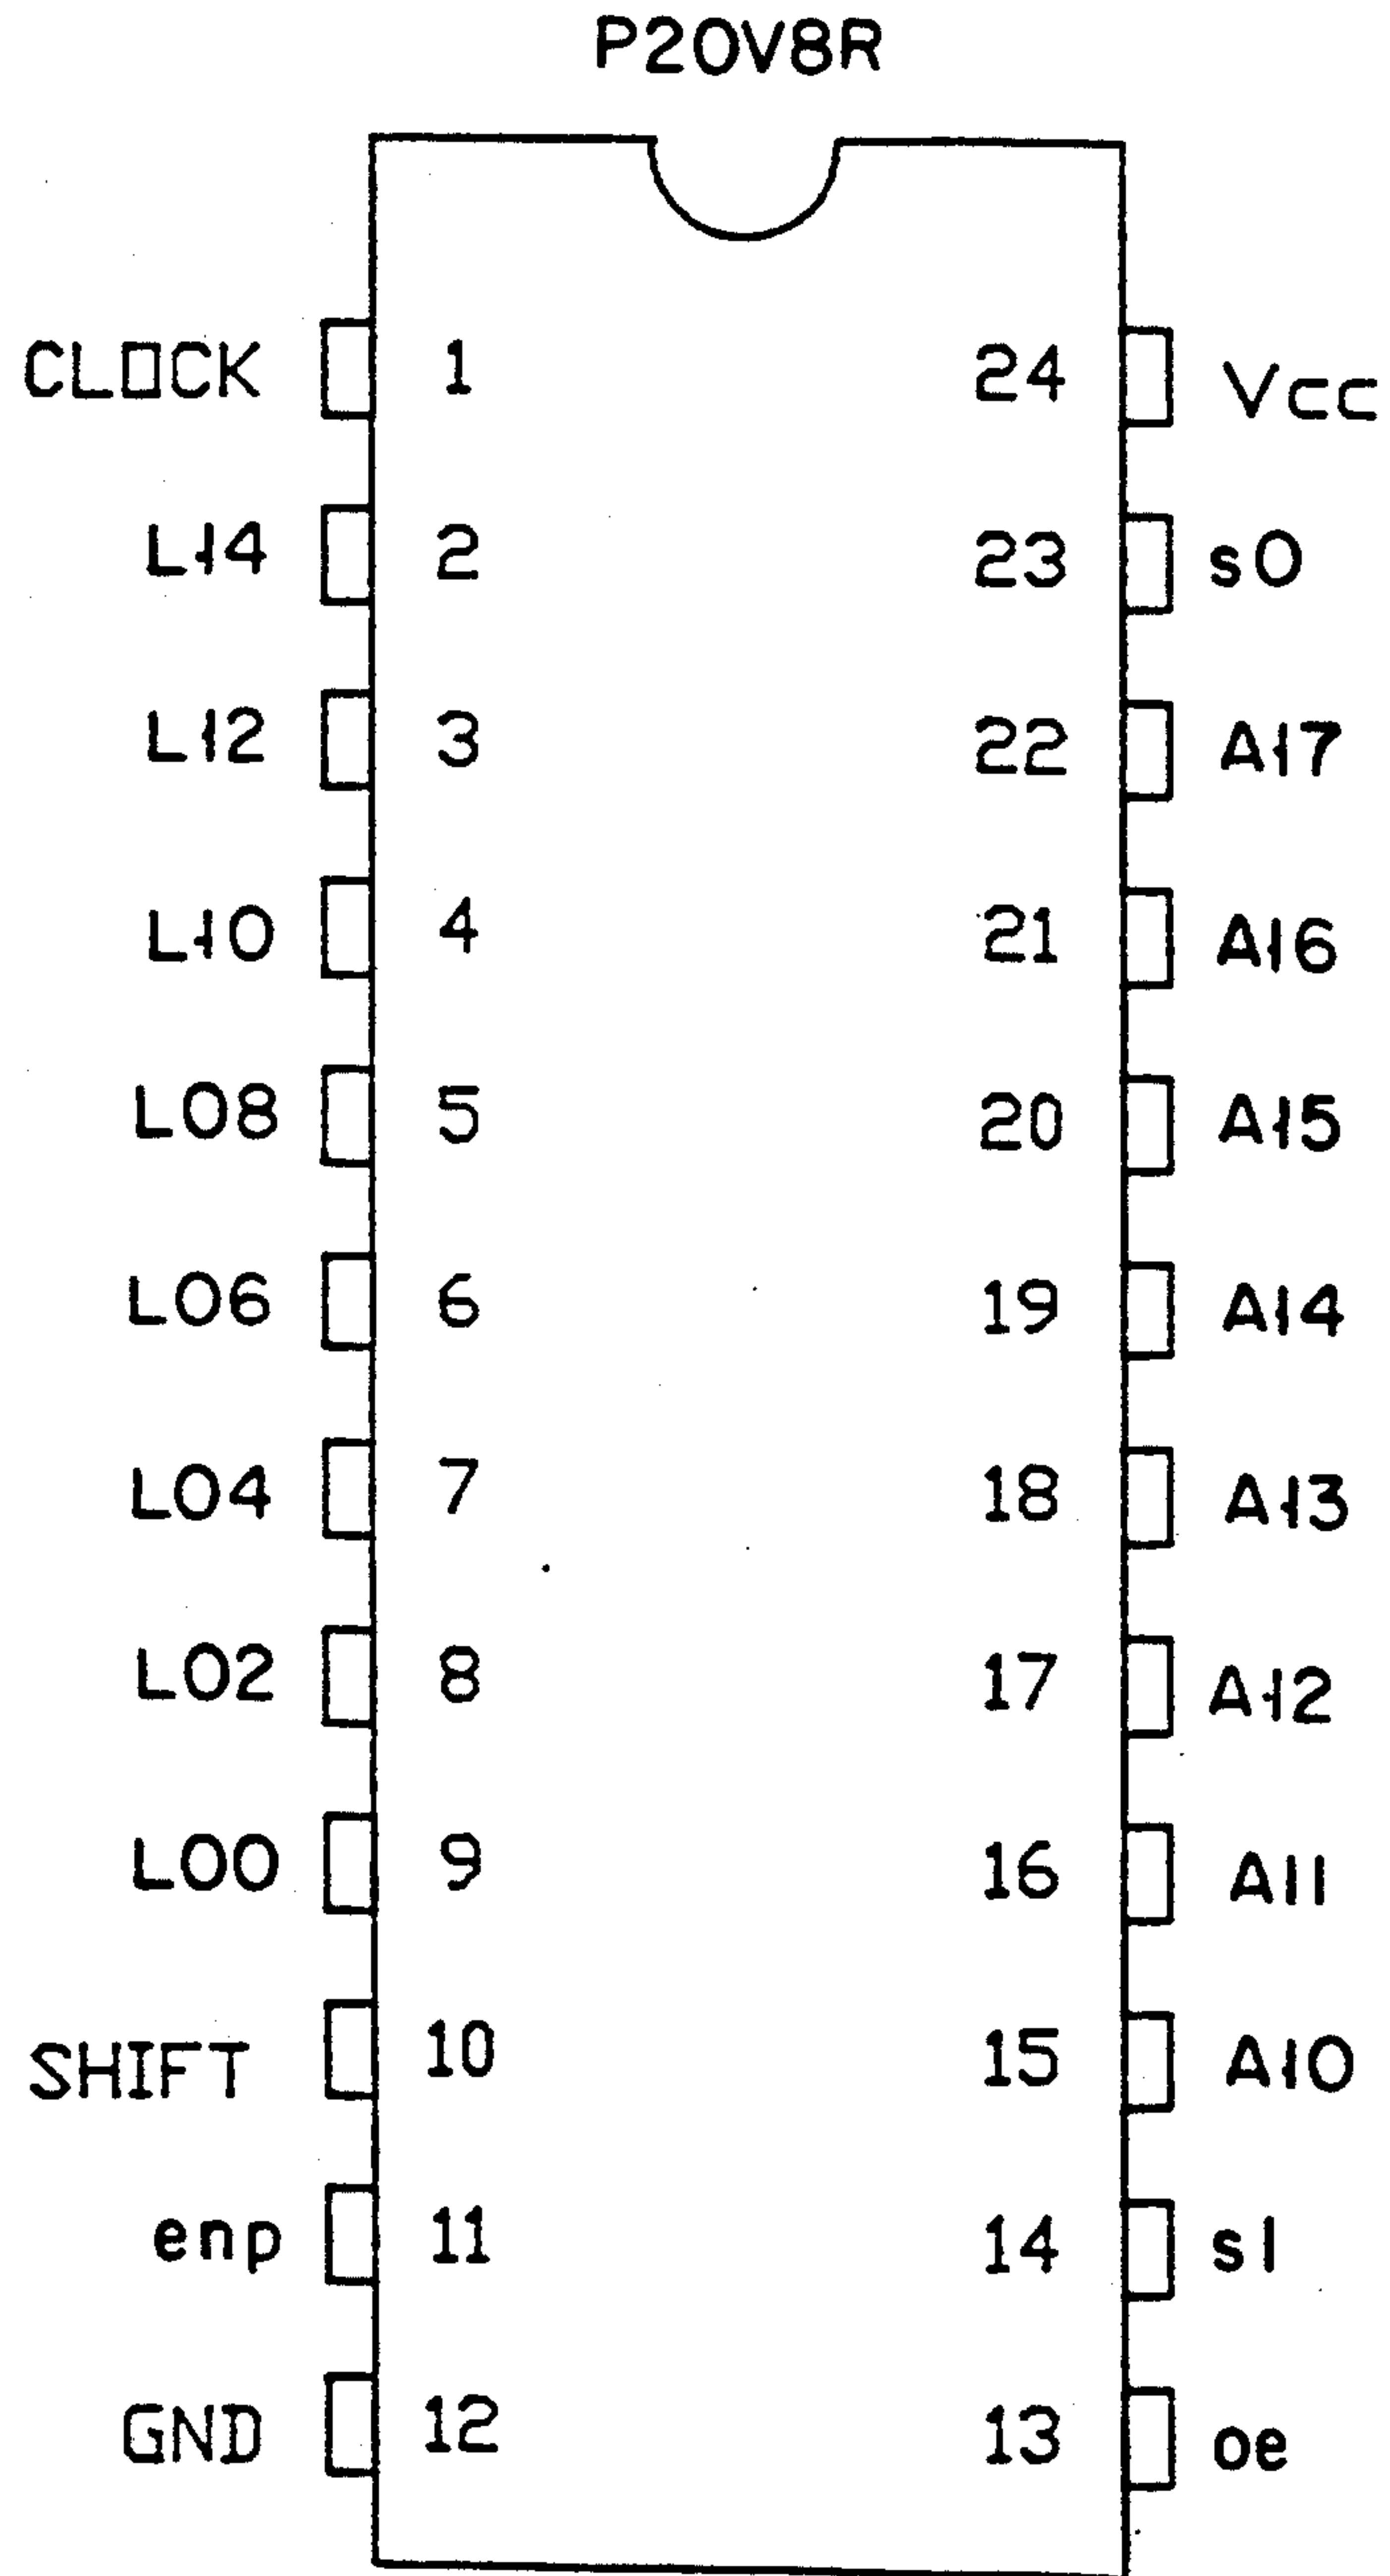 P20V8R
CLOCK 1 24 Vcc
L14 2 23 s0
L12 3 22 A17
L10 4 21 A16
L08 5 20 A15
L06 6 19 A14
L04 7 18 A13
L02 8 17 A12
L00 9 16 A11
SHIFT 10 15 A10
enp 11 14 s1
GND 12 13 oe